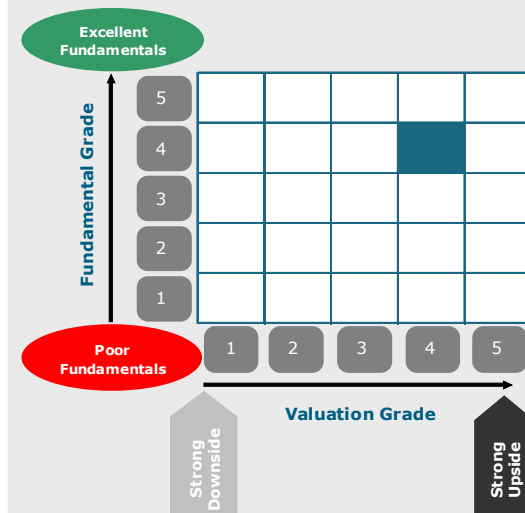 Excellent
Fundamentals
Fundamental Grade
5
4
3
2
1
Poor
Fundamentals
1
2
3
4
5
Valuation Grade
Strong
Downside
Strong
Upside